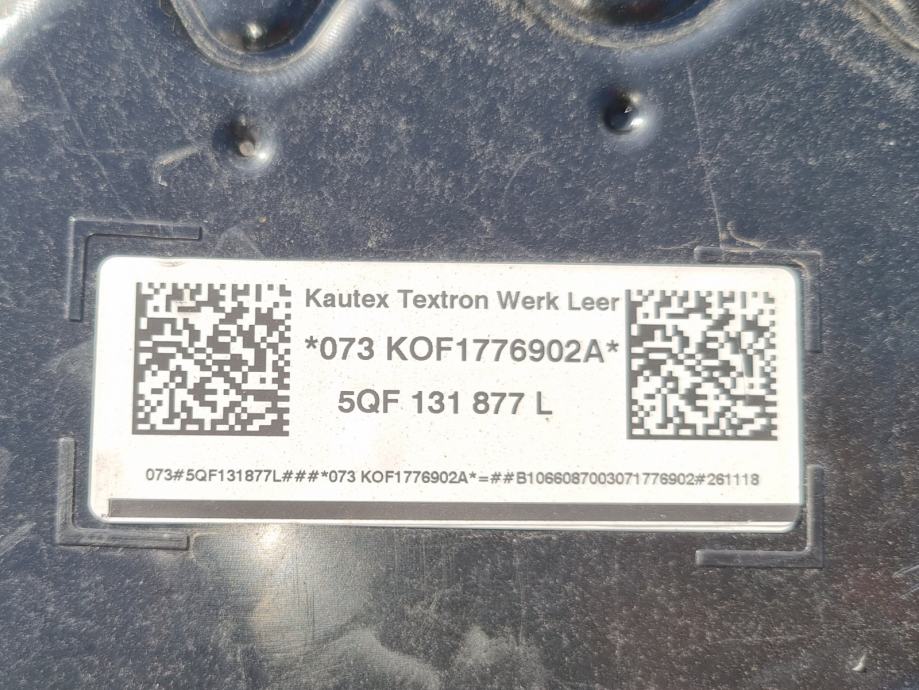 Kautex Textron Werk Leer
*073 KOF1776902A*
5QF 131 877 L
073#5QF131877L###*073 KOF1776902A*=##B1066087003071776902#261118